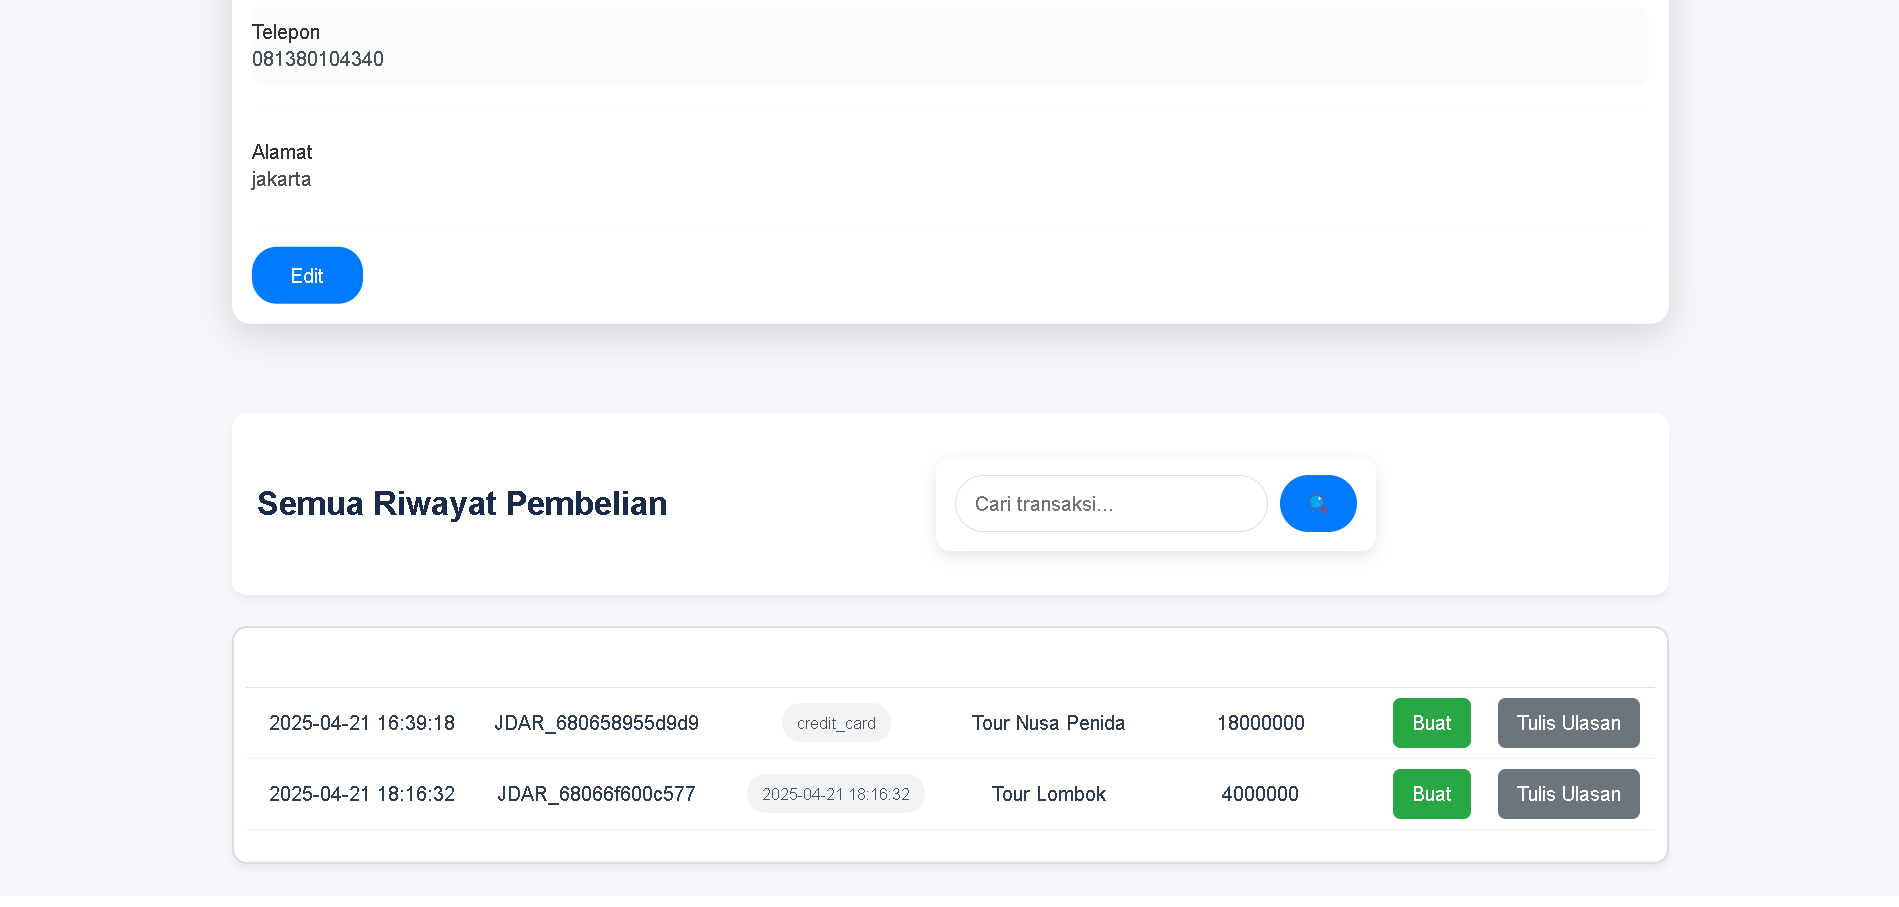 Telepon
081380104340
Alamat
jakarta
Edit
Semua Riwayat Pembelian
Cari transaksi...
2025-04-21 16:39:18 JDAR_680658955d9d9 credit_card Tour Nusa Penida 18000000 Buat Tulis Ulasan
2025-04-21 18:16:32 JDAR_68066f600c577 2025-04-21 18:16:32 Tour Lombok 4000000 Buat Tulis Ulasan